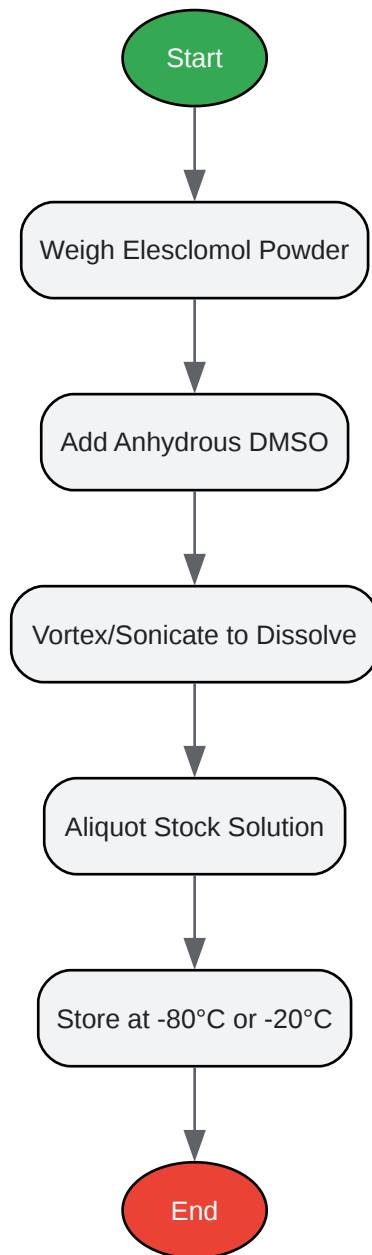 Start
Weigh Elesclomol Powder
Add Anhydrous DMSO
Vortex/Sonicate to Dissolve
Aliquot Stock Solution
Store at -80°C or -20°C
End